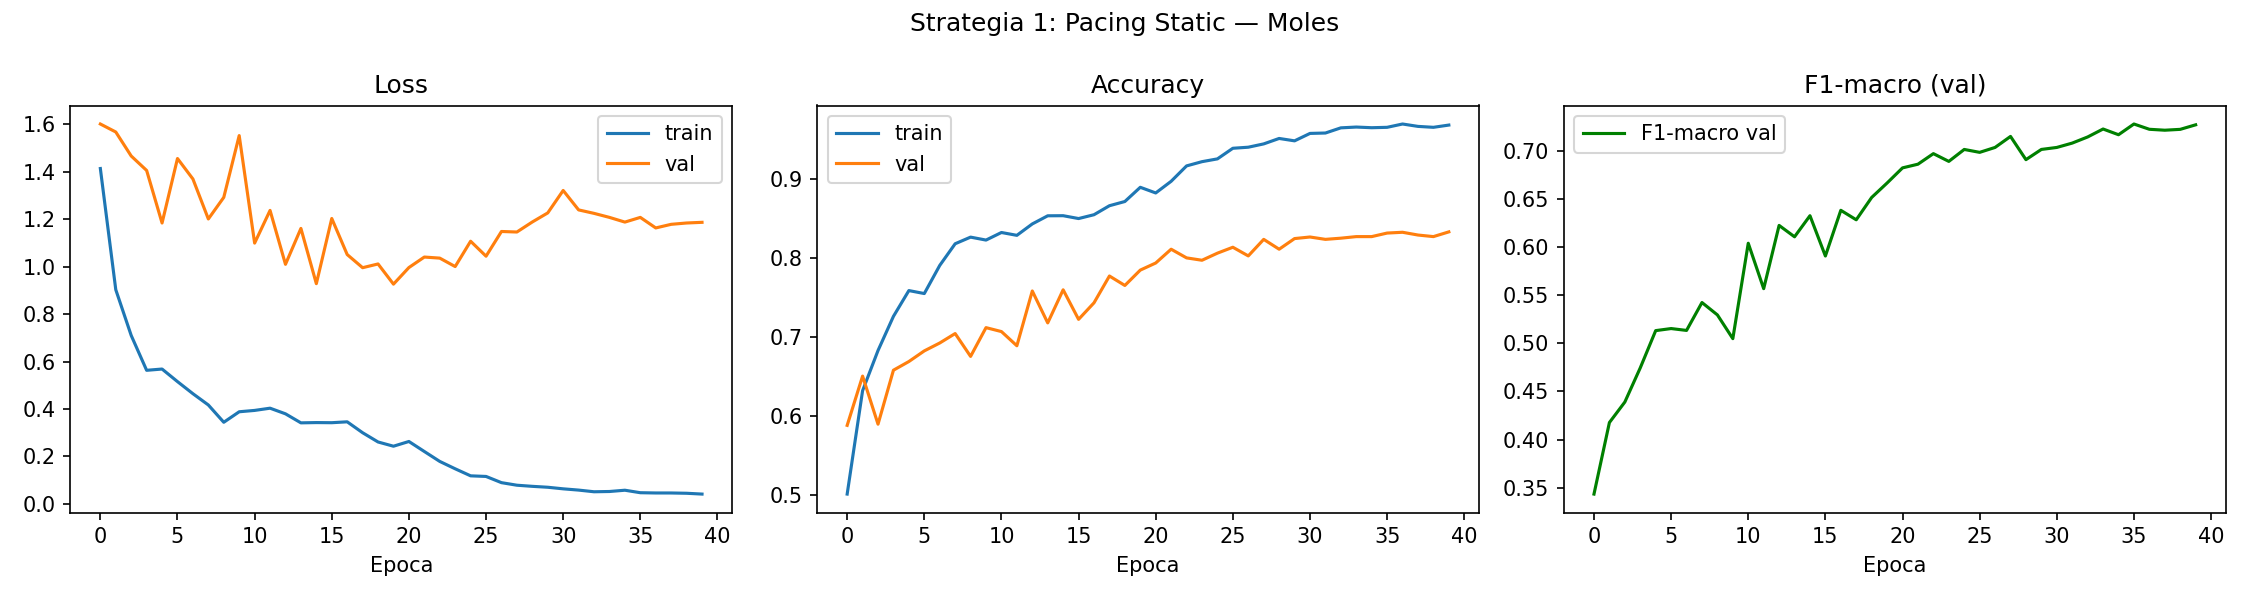 Strategia 1: Pacing Static — Moles
Loss
1.6
1.4
1.2
1.0
0.8
0.6
0.4
0.2
0.0
train
val
0 5 10 15 20 25 30 35 40
Epoca
Accuracy
0.9
0.8
0.7
0.6
0.5
train
val
0 5 10 15 20 25 30 35 40
Epoca
F1-macro (val)
0.70
0.65
0.60
0.55
0.50
0.45
0.40
0.35
F1-macro val
0 5 10 15 20 25 30 35 40
Epoca